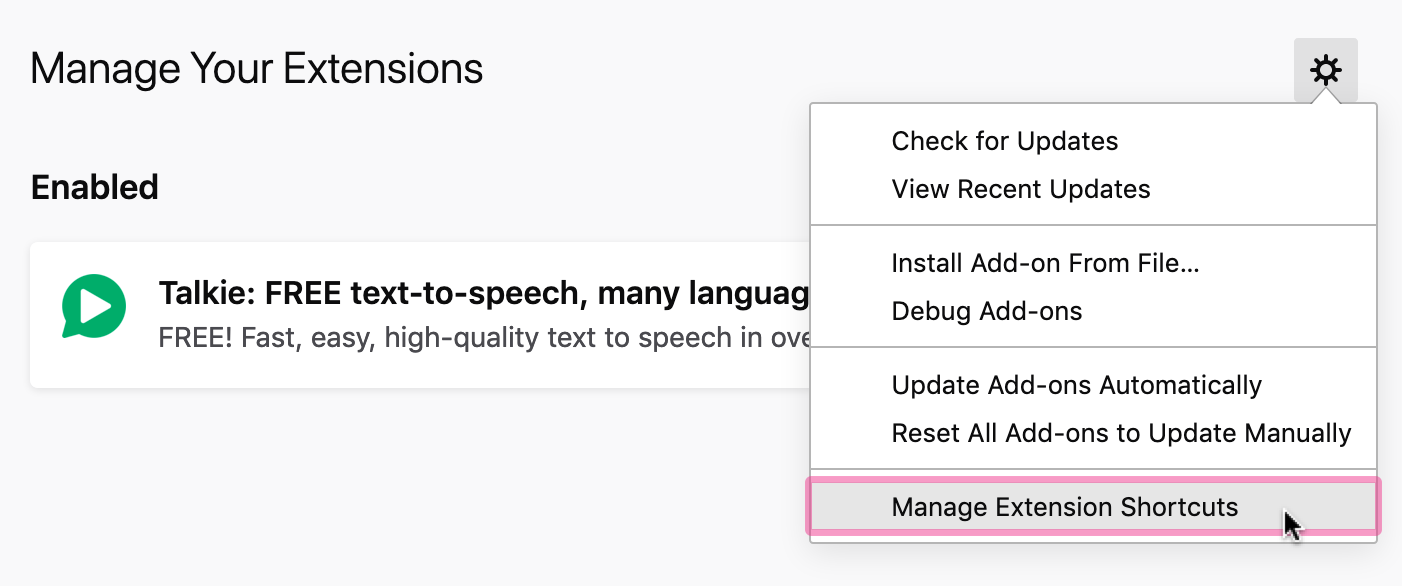 Manage Your Extensions
Check for Updates
View Recent Updates
Enabled
Install Add-on From File...
Talkie: FREE text-to-speech, many languag
Debug Add-ons
FREE! Fast, easy, high-quality text to speech in ove
Update Add-ons Automatically
Reset All Add-ons to Update Manually
Manage Extension Shortcuts